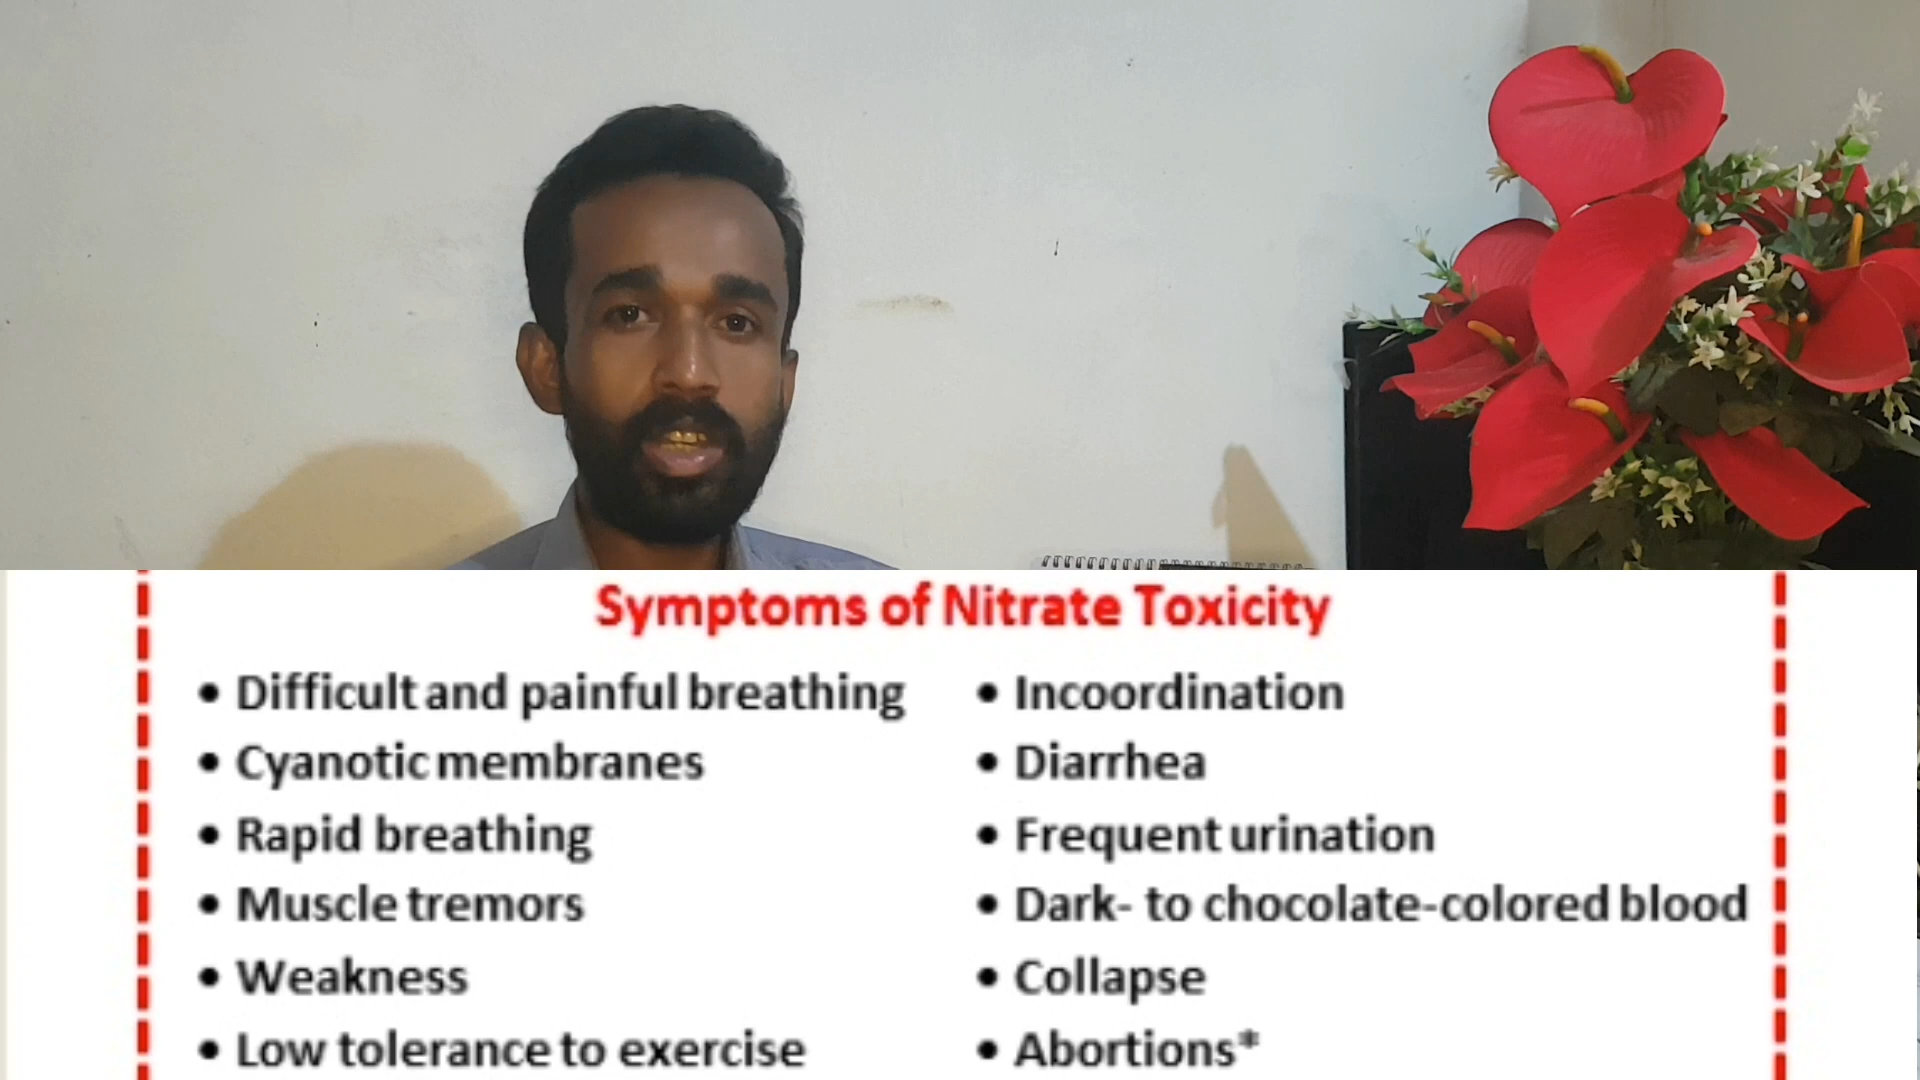 Symptoms of Nitrate Toxicity
• Difficult and painful breathing
• Cyanotic membranes
• Rapid breathing
• Muscle tremors
• Weakness
• Low tolerance to exercise
• Incoordination
• Diarrhea
• Frequent urination
• Dark- to chocolate-colored blood
• Collapse
• Abortions*